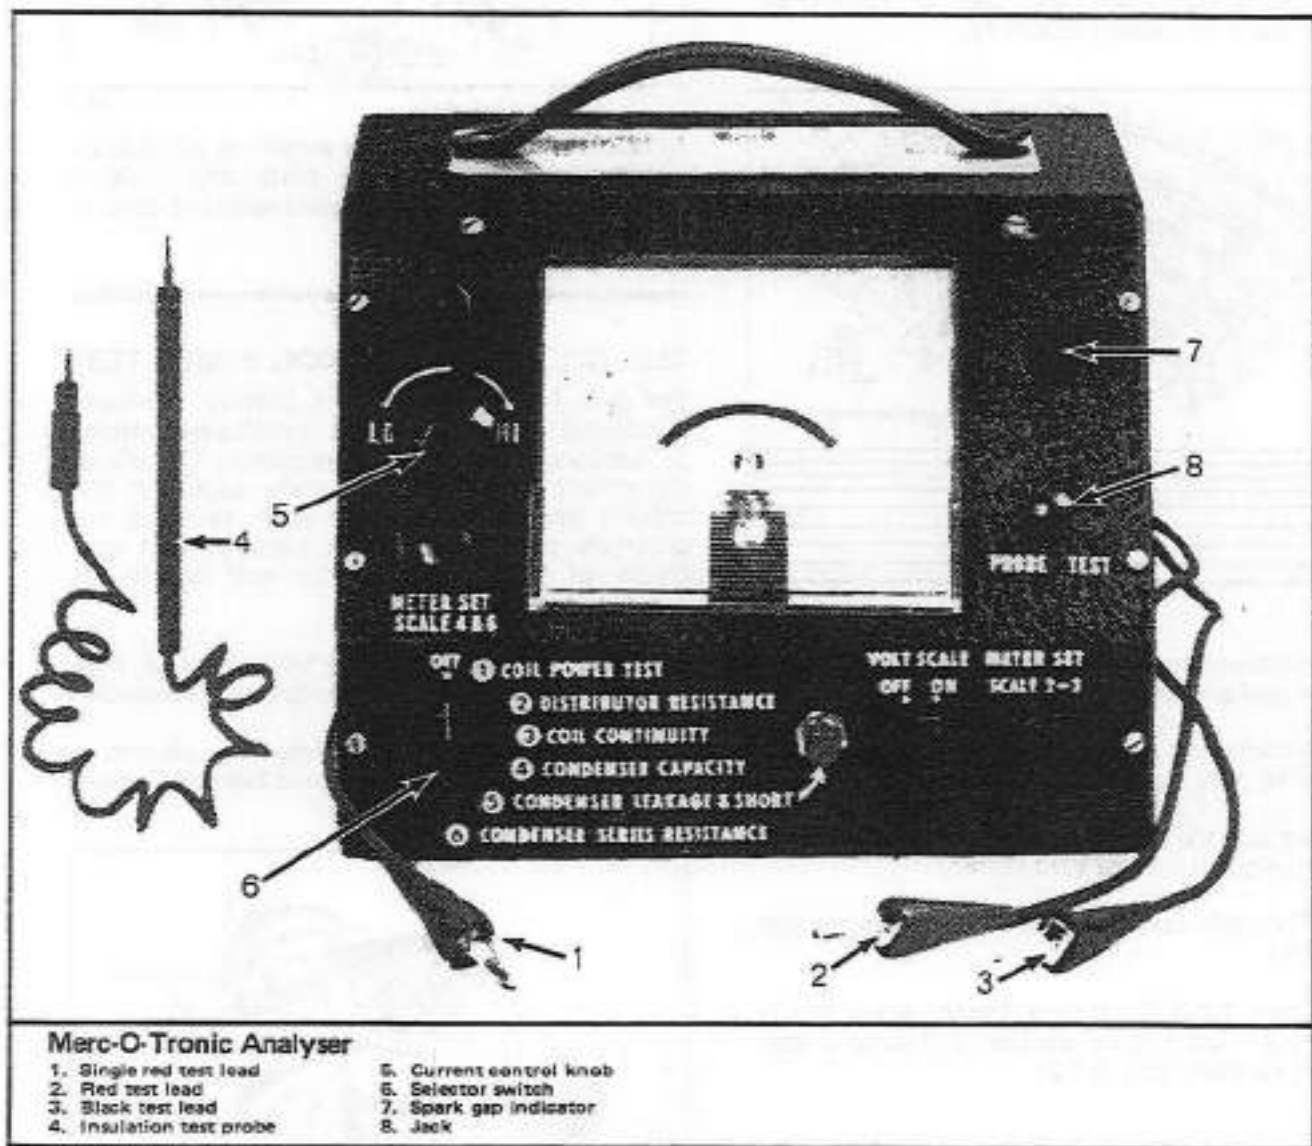 7
LO HI
8
5
4
PROBE TEST
METER SET
SCALE 4 & 6
OFF
1 COIL POWER TEST
VOLT SCALE METER SET
OFF ON SCALE 2-3
2 DISTRIBUTOR RESISTANCE
3 COIL CONTINUITY
4 CONDENSER CAPACITY
5 CONDENSER LEAKAGE & SHORT
6 CONDENSER SERIES RESISTANCE
6
1
2
3
Merc-O-Tronic Analyser
1. Single red test lead
2. Red test lead
3. Black test lead
4. Insulation test probe
5. Current control knob
6. Selector switch
7. Spark gap indicator
8. Jack